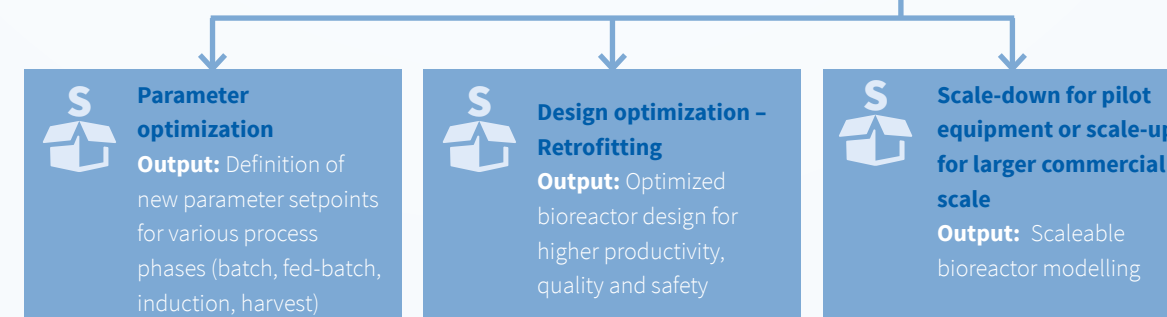 S
Parameter
optimization
Output: Definition of
new parameter setpoints
for various process
phases (batch, fed-batch,
induction, harvest)
S
Design optimization –
Retrofitting
Output: Optimized
bioreactor design for
higher productivity,
quality and safety
S
Scale-down for pilot
equipment or scale-up
for larger commercial
scale
Output: Scaleable
bioreactor modelling